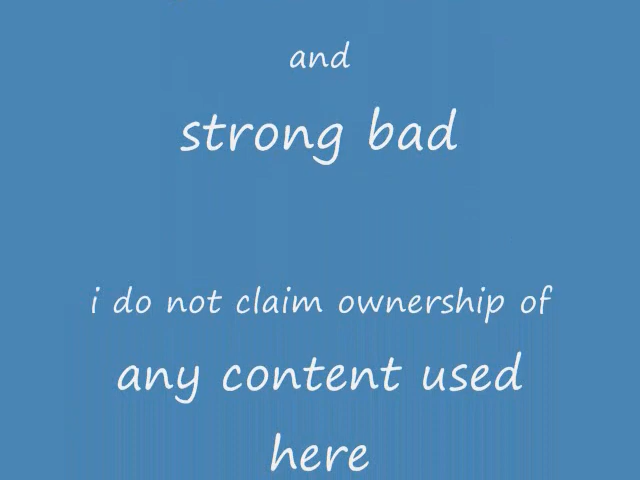 and
strong bad
i do not claim ownership of
any content used
here